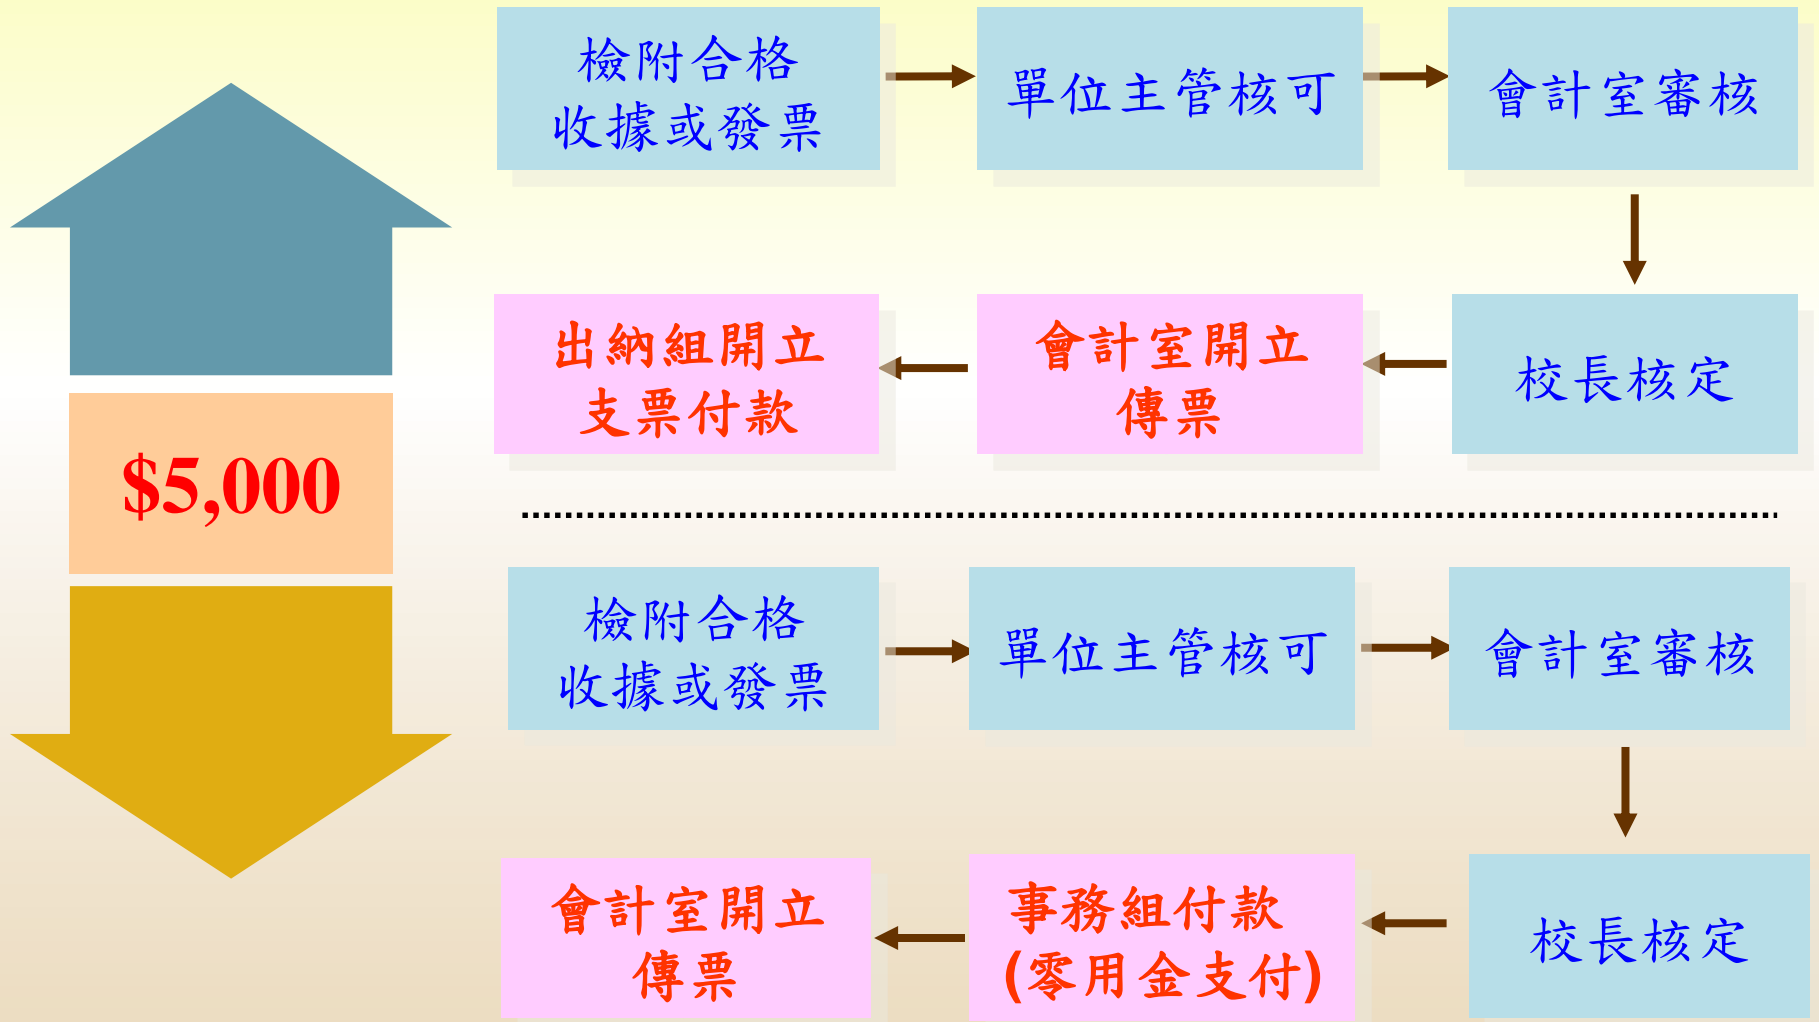 檢附合格
收據或發票
單位主管核可
會計室審核
出納組開立
支票付款
會計室開立
傳票
校長核定
$5,000
檢附合格
收據或發票
單位主管核可
會計室審核
會計室開立
傳票
事務組付款
(零用金支付)
校長核定